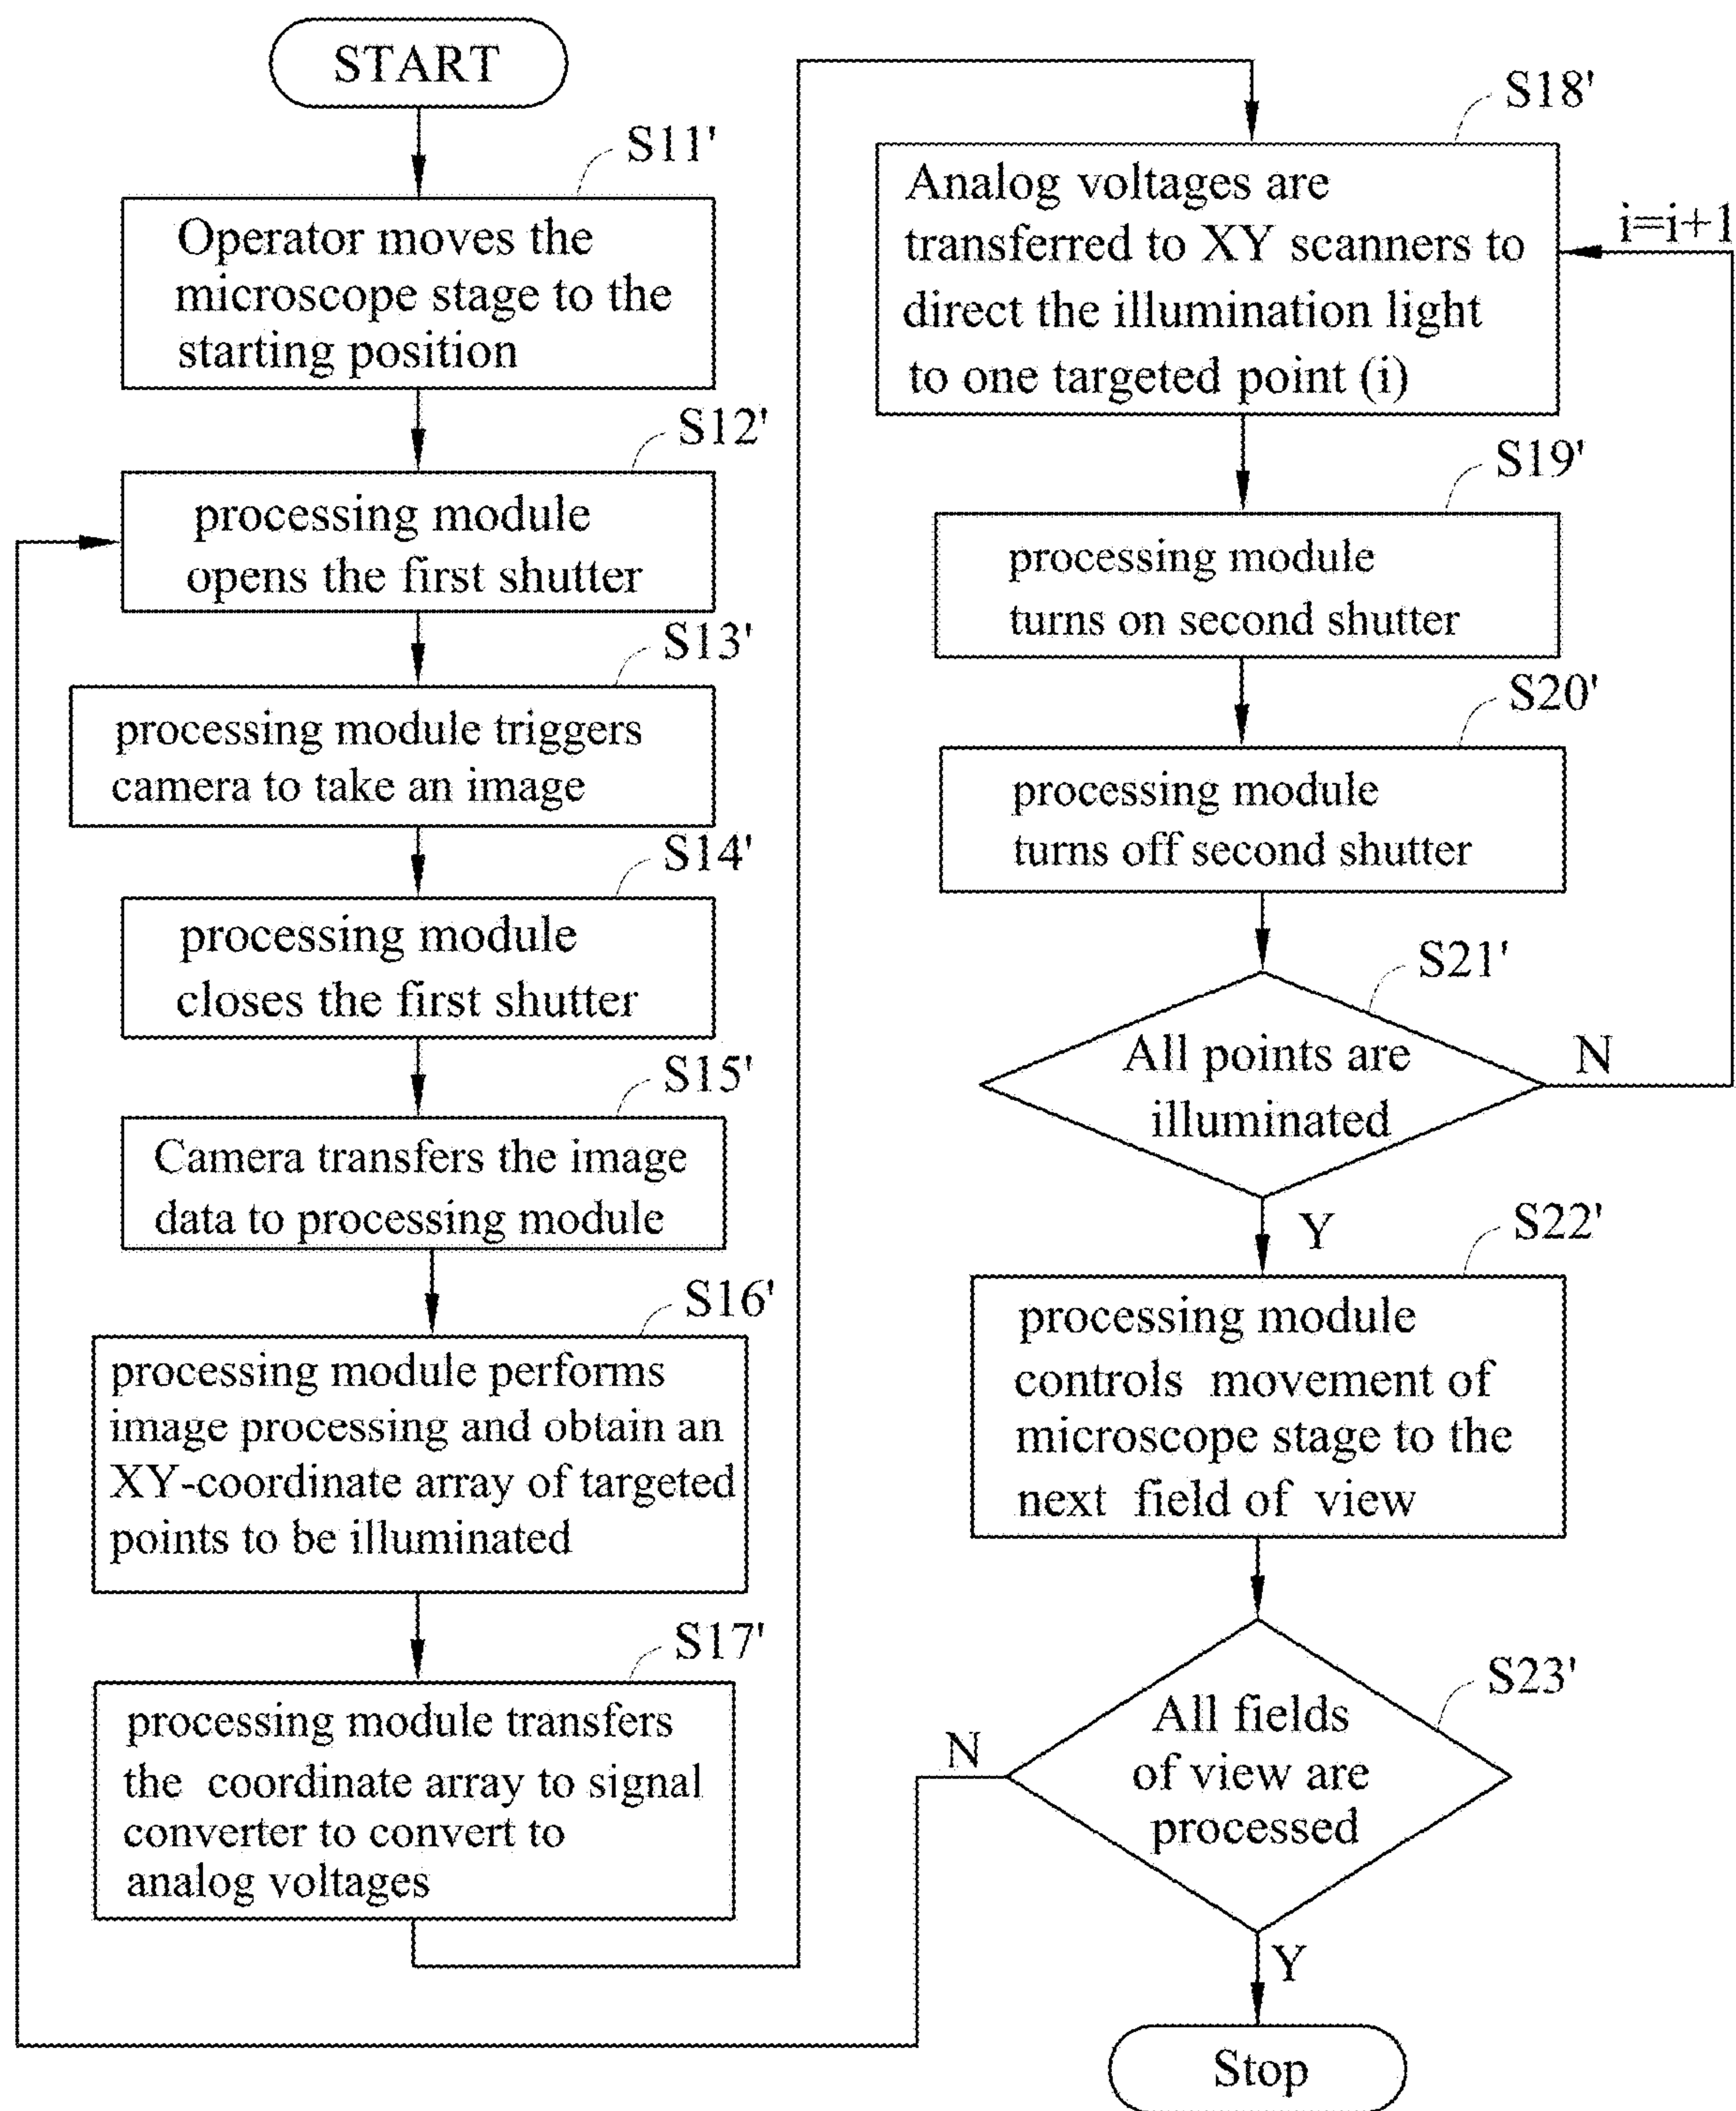 START
S11'
Operator moves the
microscope stage to the
starting position
S12'
processing module
opens the first shutter
S13'
processing module triggers
camera to take an image
S14'
processing module
closes the first shutter
S15'
Camera transfers the image
data to processing module
S16'
processing module performs
image processing and obtain an
XY-coordinate array of targeted
points to be illuminated
S17'
processing module transfers
the coordinate array to signal
converter to convert to
analog voltages
S18'
Analog voltages are
transferred to XY scanners to
direct the illumination light
to one targeted point (i)
i=i+1
S19'
processing module
turns on second shutter
S20'
processing module
turns off second shutter
S21'
All points are
illuminated
N
Y
S22'
processing module
controls movement of
microscope stage to the
next field of view
S23'
All fields
of view are
processed
N
Y
Stop